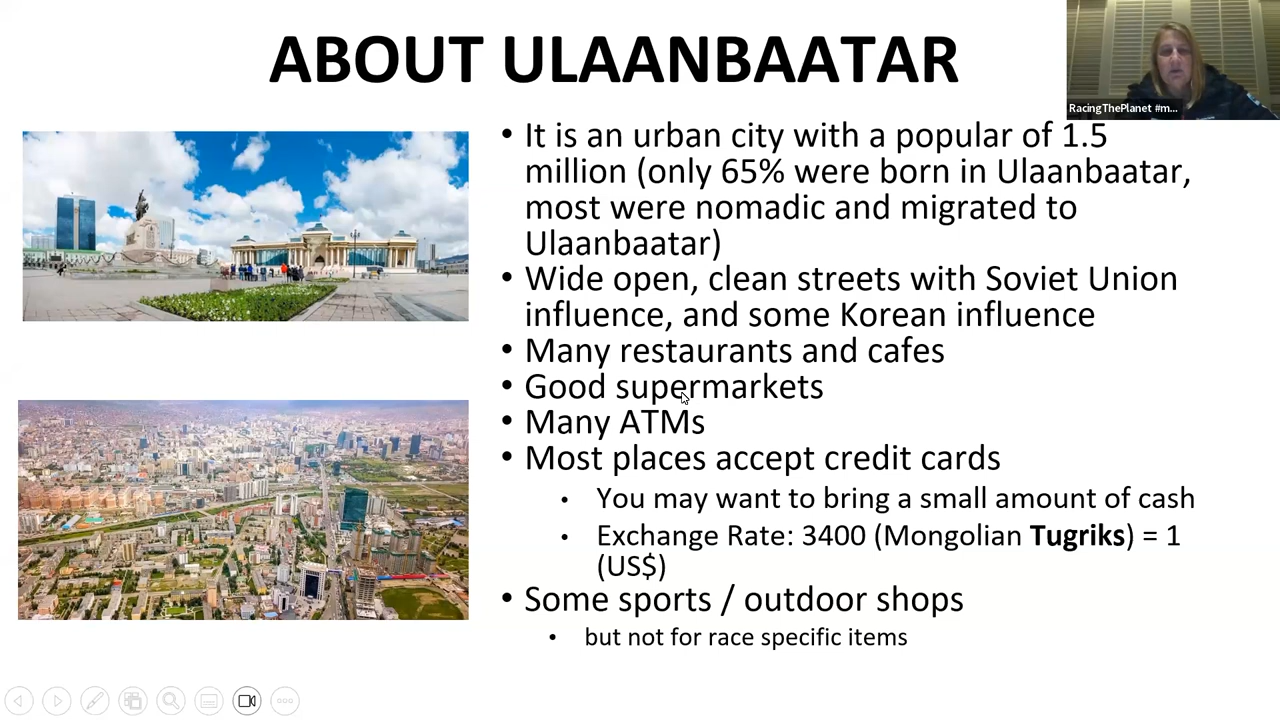 ABOUT ULAANBAATAR
RacingThePlanet #m...
• It is an urban city with a popular of 1.5
million (only 65% were born in Ulaanbaatar,
most were nomadic and migrated to
Ulaanbaatar)
• Wide open, clean streets with Soviet Union
influence, and some Korean influence
• Many restaurants and cafes
• Good supermarkets
• Many ATMs
• Most places accept credit cards
• You may want to bring a small amount of cash
• Exchange Rate: 3400 (Mongolian Tugriks) = 1
(US$)
• Some sports / outdoor shops
• but not for race specific items